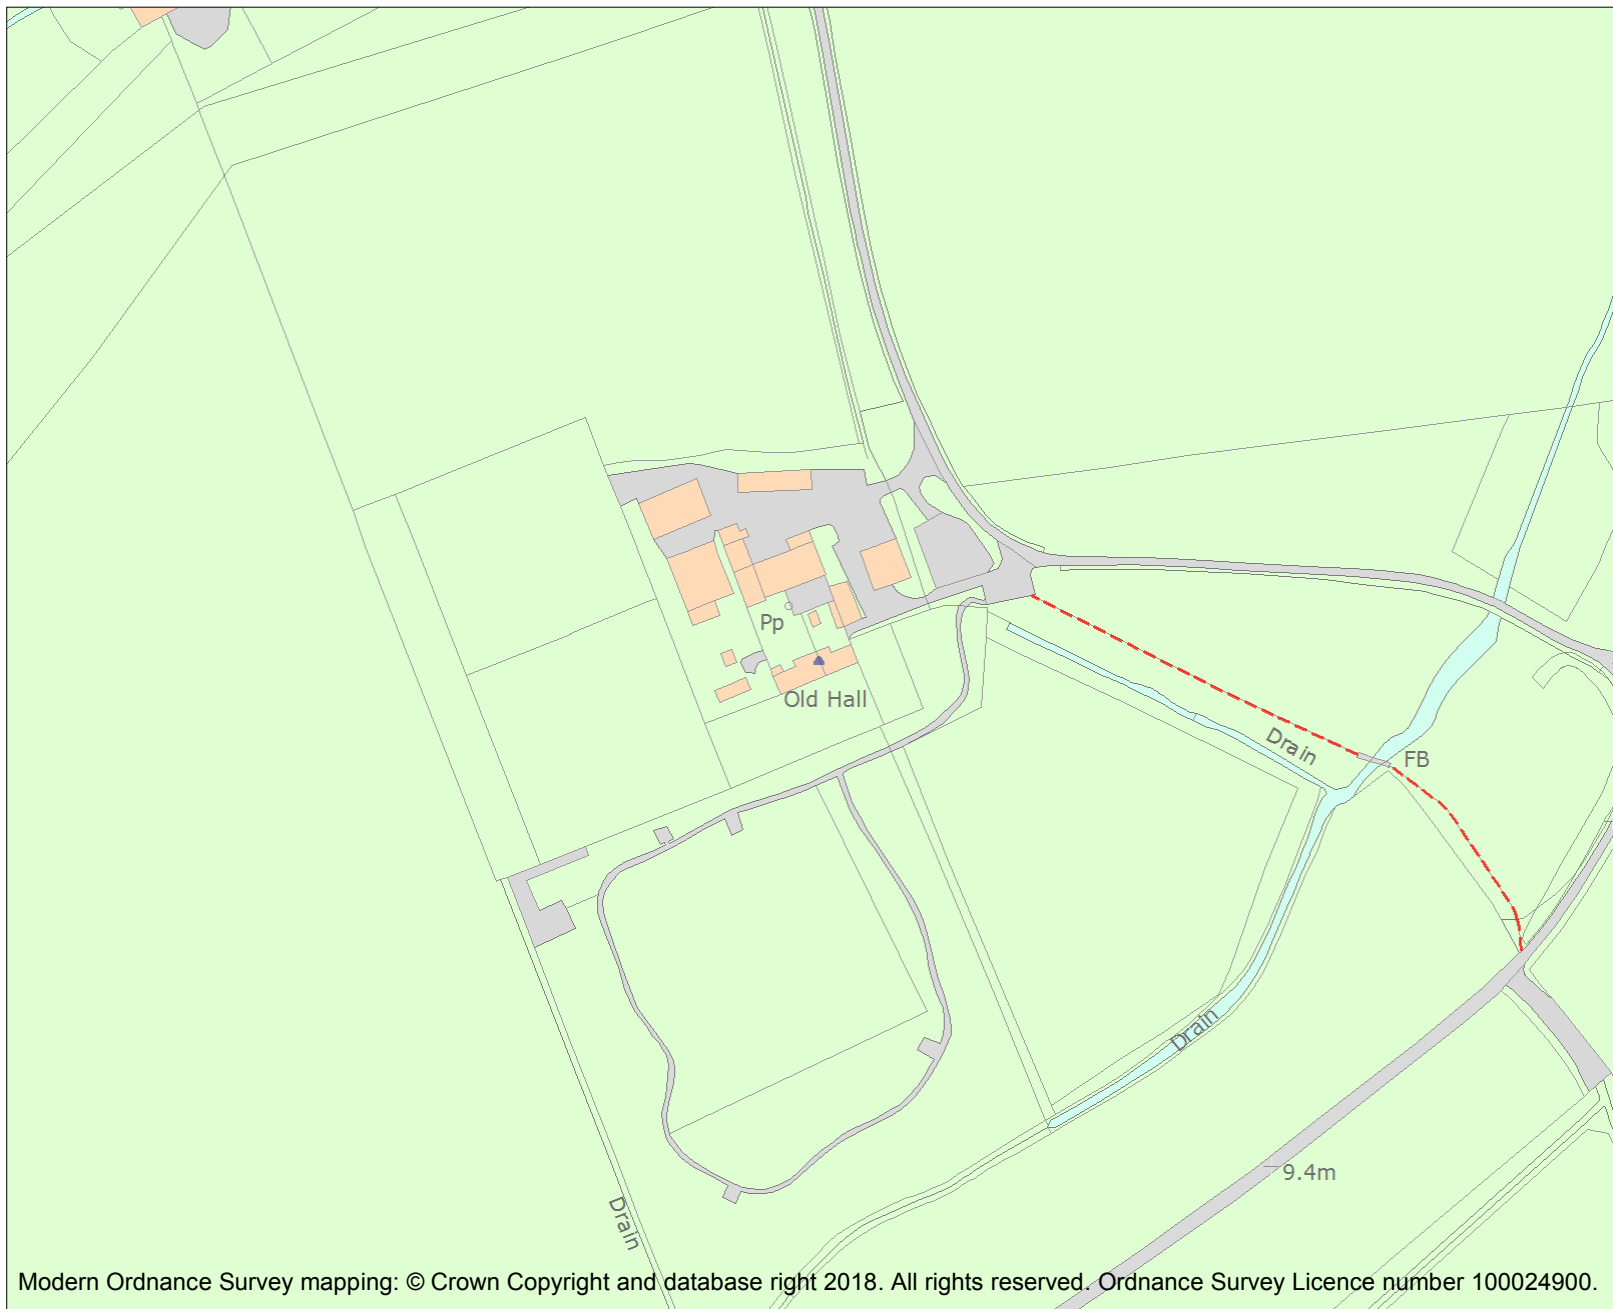 Pp
Old Hall
Drain
FB
Drain
9.4m
Drain
Modern Ordnance Survey mapping: © Crown Copyright and database right 2018. All rights reserved. Ordnance Survey Licence number 100024900.